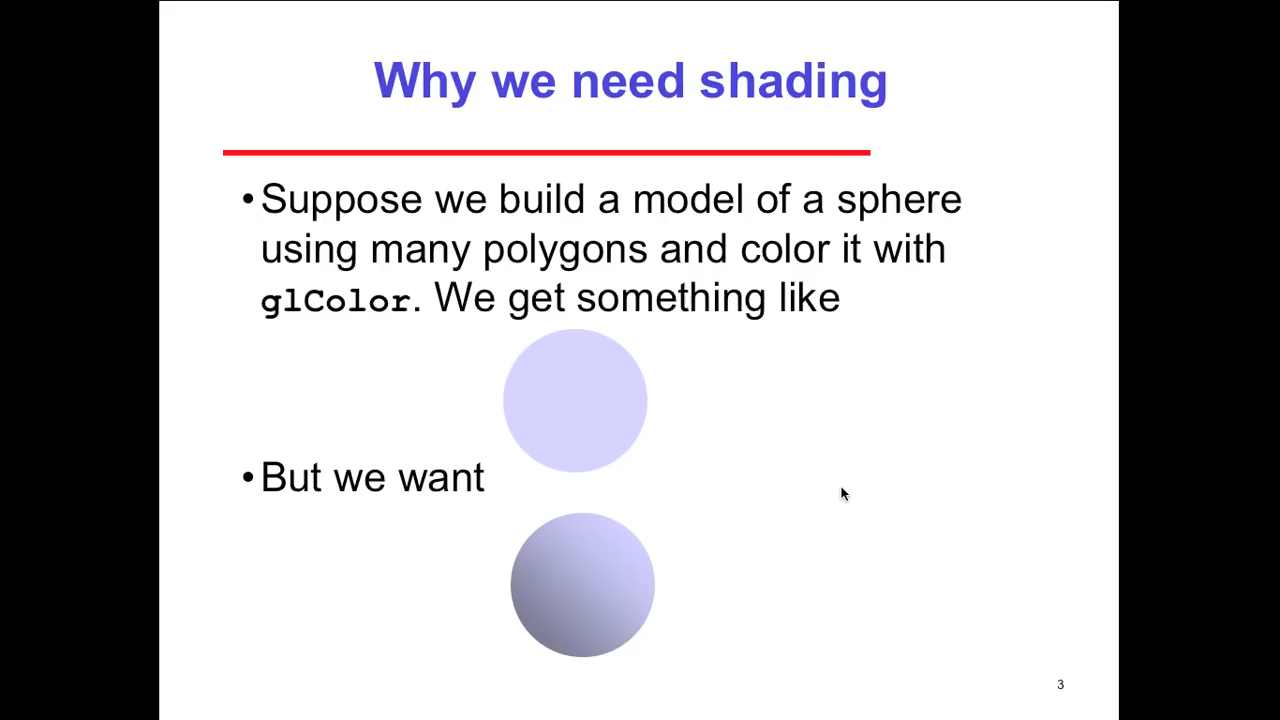 Why we need shading
•Suppose we build a model of a sphere
using many polygons and color it with
glColor. We get something like
•But we want
3